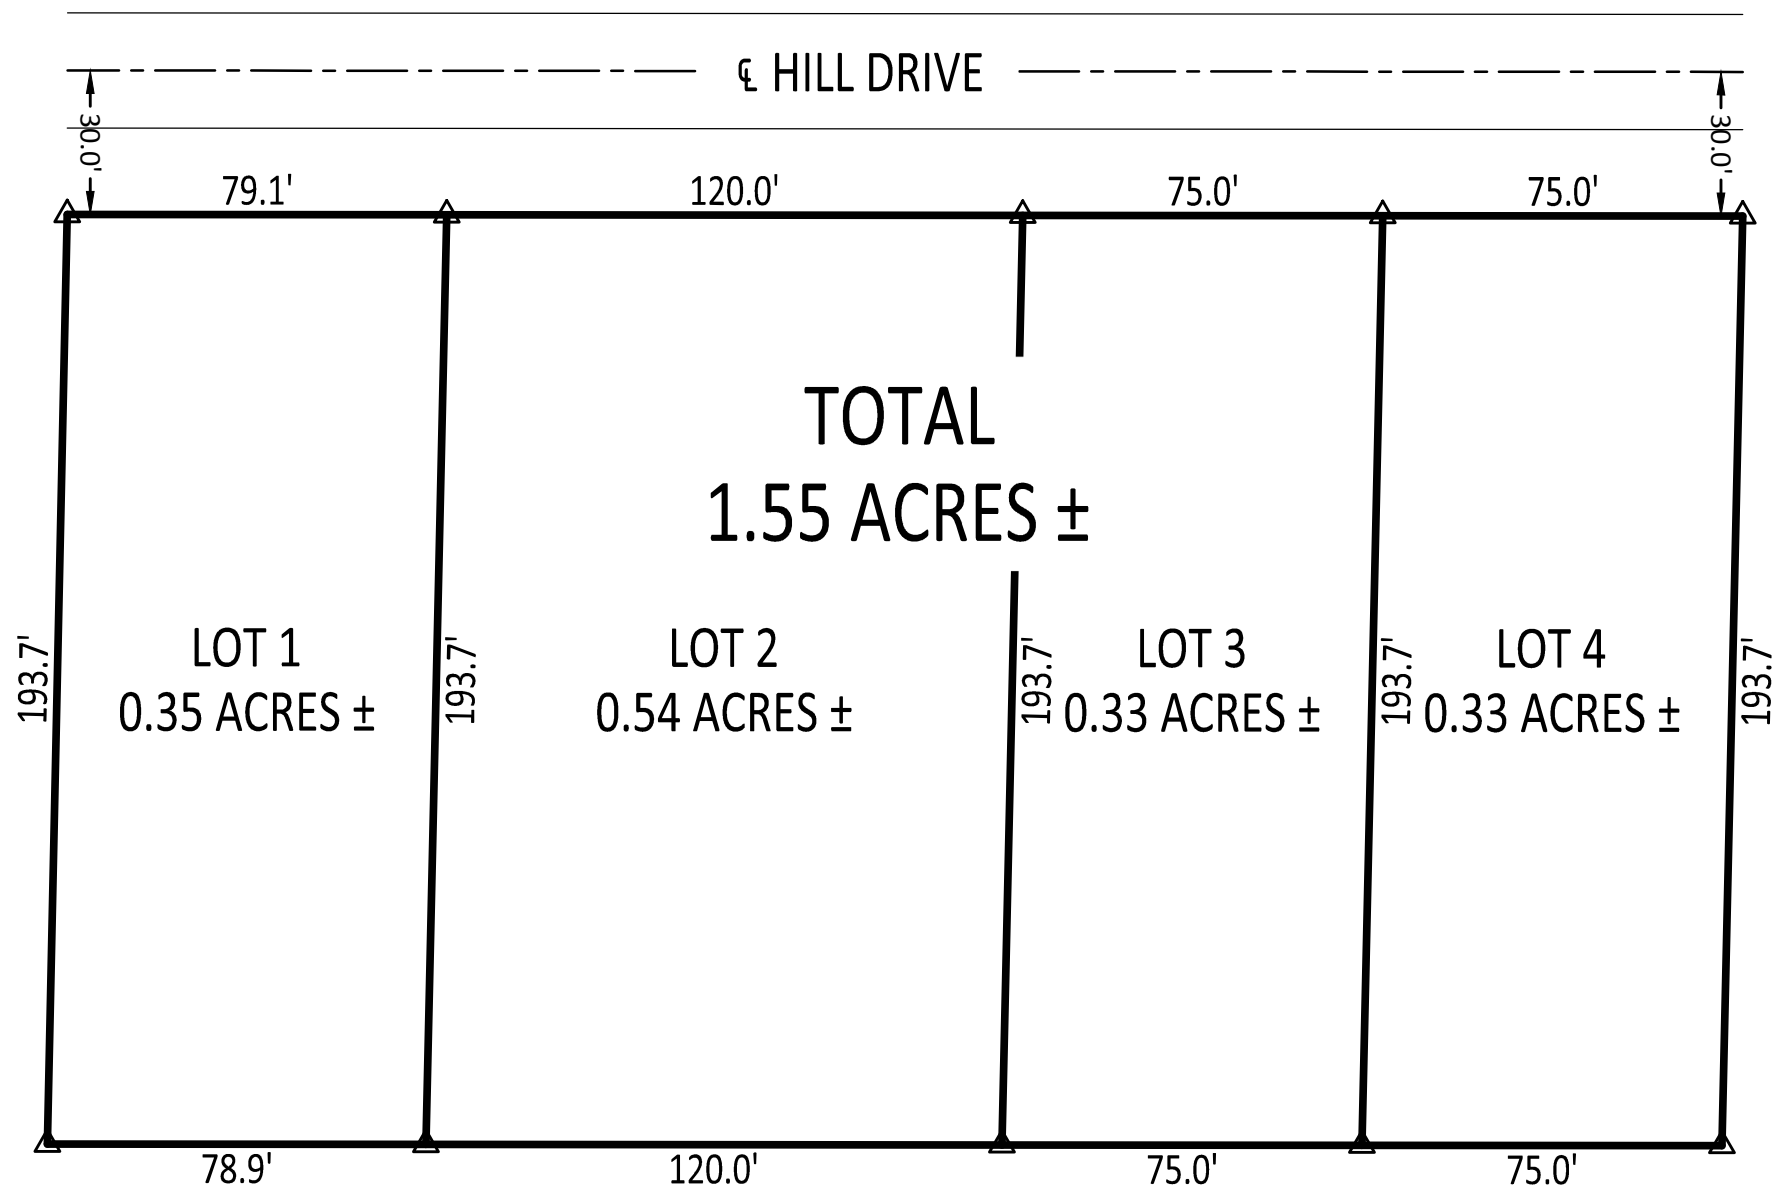 ℄ HILL DRIVE
30.0'
30.0'
79.1'
120.0'
75.0'
75.0'
TOTAL
1.55 ACRES ±
193.7'
LOT 1
0.35 ACRES ±
193.7'
LOT 2
0.54 ACRES ±
193.7'
LOT 3
0.33 ACRES ±
193.7'
LOT 4
0.33 ACRES ±
193.7'
78.9'
120.0'
75.0'
75.0'